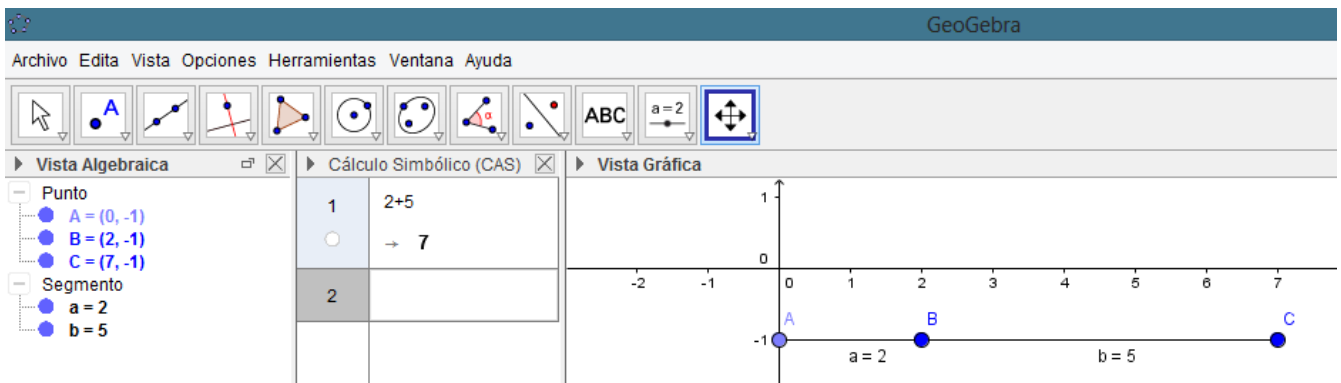 GeoGebra
Archivo Edita Vista Opciones Herramientas Ventana Ayuda
A ABC a=2
α
Vista Algebraica
Punto
A = (0, -1)
B = (2, -1)
C = (7, -1)
Segmento
a = 2
b = 5
Cálculo Simbólico (CAS)
1 2+5
→ 7
2
Vista Gráfica
1
0
-2 -1 0 1 2 3 4 5 6 7
A B C
-1
a = 2 b = 5